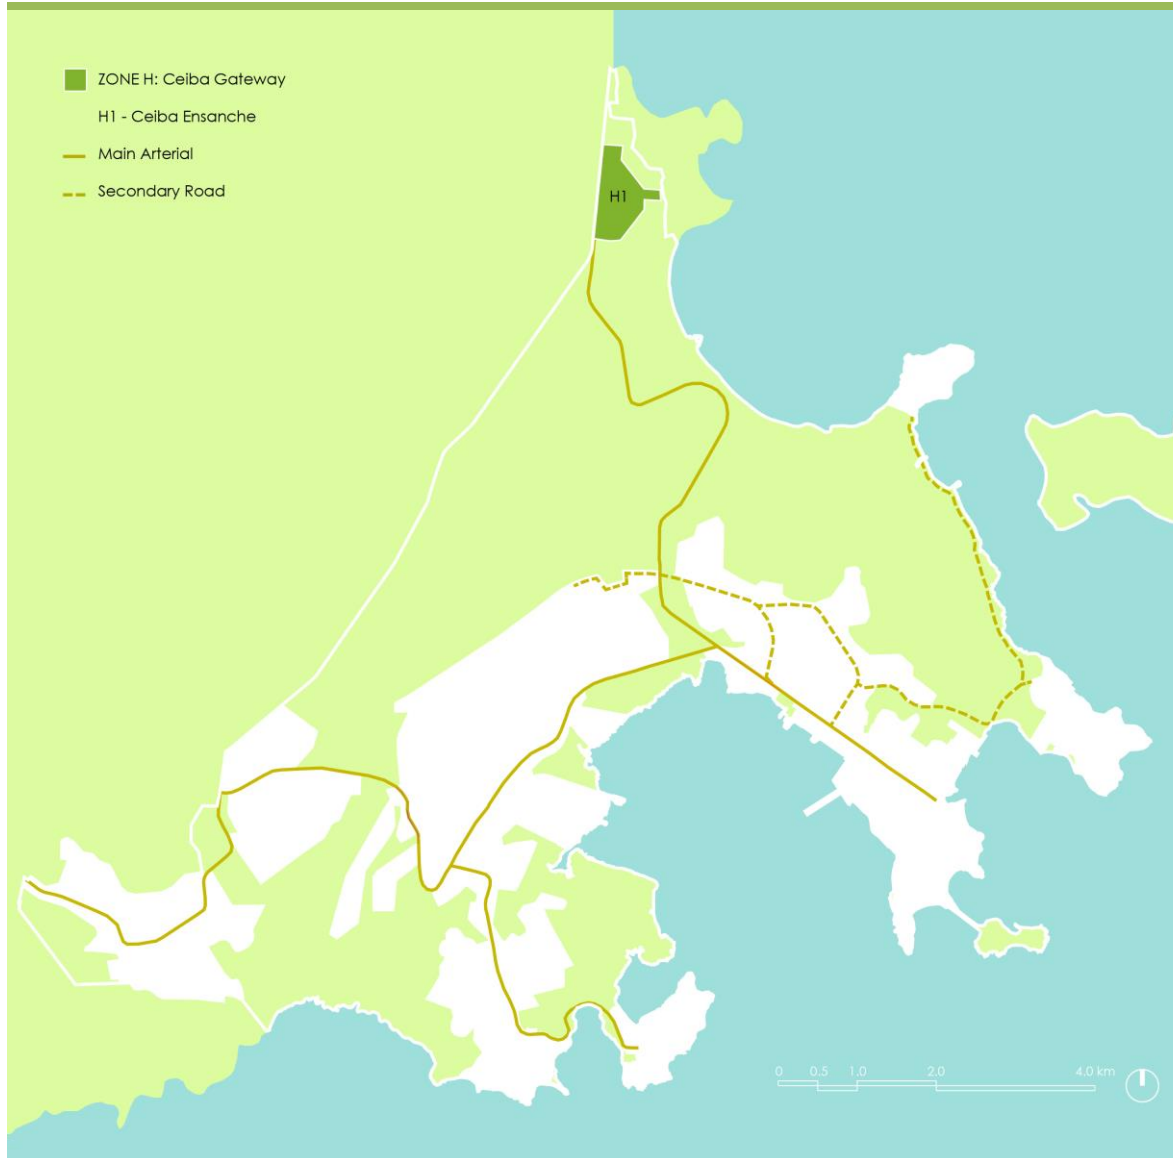 ZONE H: Ceiba Gateway
H1 - Ceiba Ensanche
Main Arterial
Secondary Road
H1
0 0.5 1.0 2.0 4.0 km